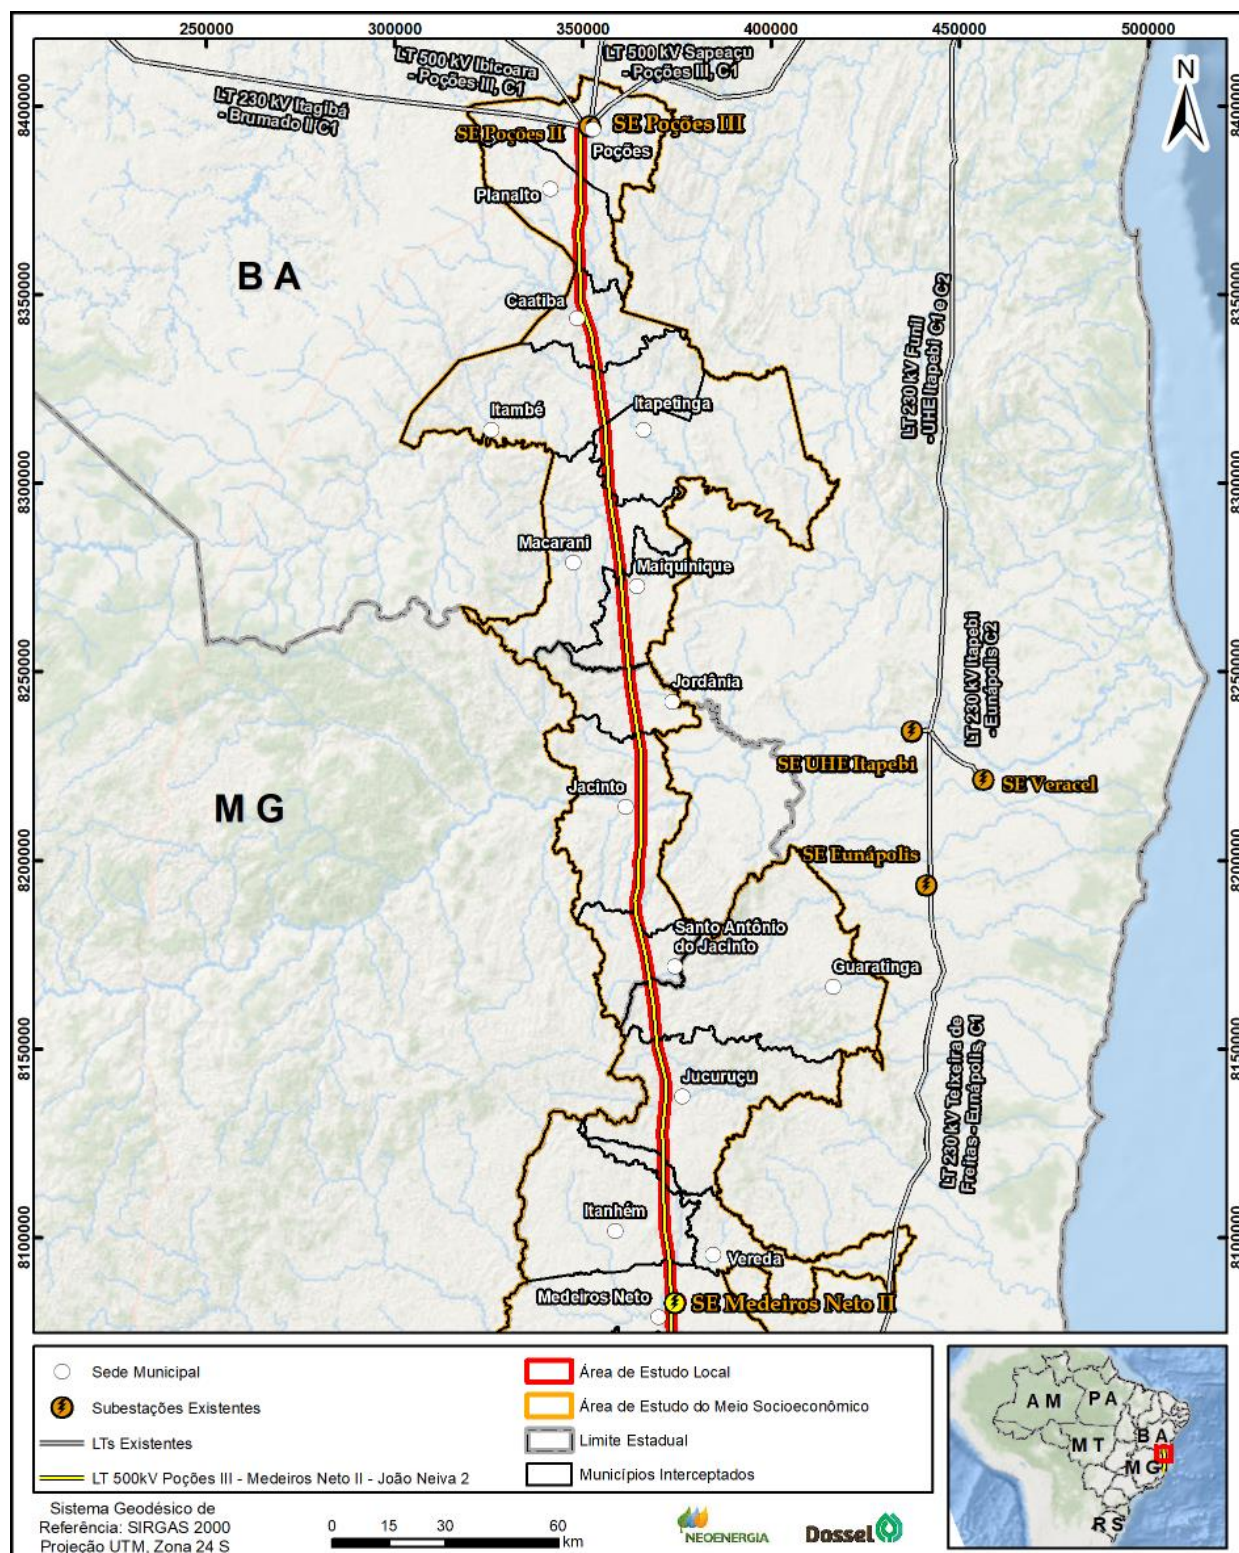 250000 300000 350000 400000 450000 500000
8400000
8350000
8300000
8250000
8200000
8150000
8100000
8400000
8350000
8300000
8250000
8200000
8150000
8100000
N
LT 500 kV Ibicoara
- Poções III, C1
LT 500 kV Sapeaçu
- Poções III, C1
LT 230 kV Itagibá
- Brumado II C1
SE Poções II
SE Poções III
Poções
Planalto
B A
Caatiba
LT 230 kV Funil
- UHE Itapebi C1 e C2
Itambé
Itapetinga
Macarani
Maiquinique
LT 230 kV Itapebi
- Eunápolis C2
Jordânia
SE UHE Itapebi
SE Veracel
Jacinto
M G
SE Eunápolis
Santo Antônio
do Jacinto
Guaratinga
LT 230 kV Teixeira de
Freitas - Eunápolis, C1
Jucuruçu
Itanhém
Vereda
Medeiros Neto
SE Medeiros Neto II
Sede Municipal
Subestações Existentes
LTs Existentes
LT 500kV Poções III - Medeiros Neto II - João Neiva 2
Área de Estudo Local
Área de Estudo do Meio Socioeconômico
Limite Estadual
Municípios Interceptados
A M
P A
B A
M T
M G
R S
Sistema Geodésico de
Referência: SIRGAS 2000
Projeção UTM, Zona 24 S
0 15 30 60
km
NEOENERGIA
Dossel